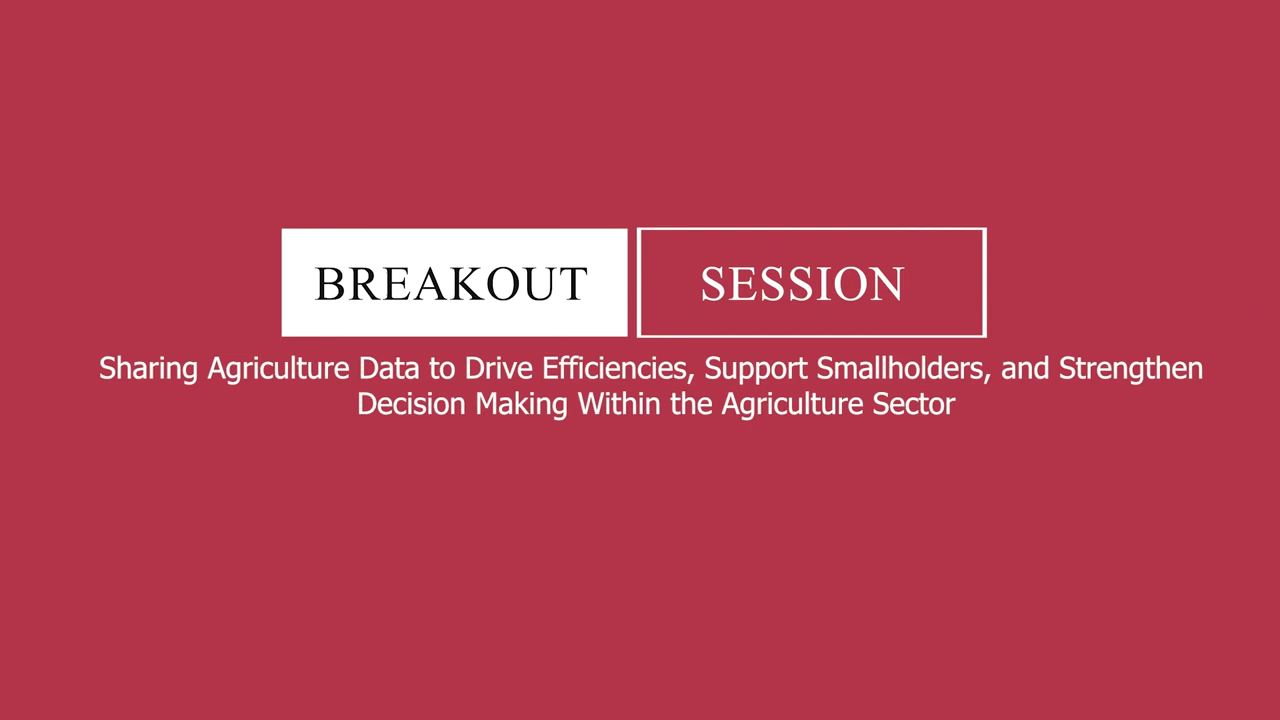 BREAKOUT SESSION
Sharing Agriculture Data to Drive Efficiencies, Support Smallholders, and Strengthen
Decision Making Within the Agriculture Sector